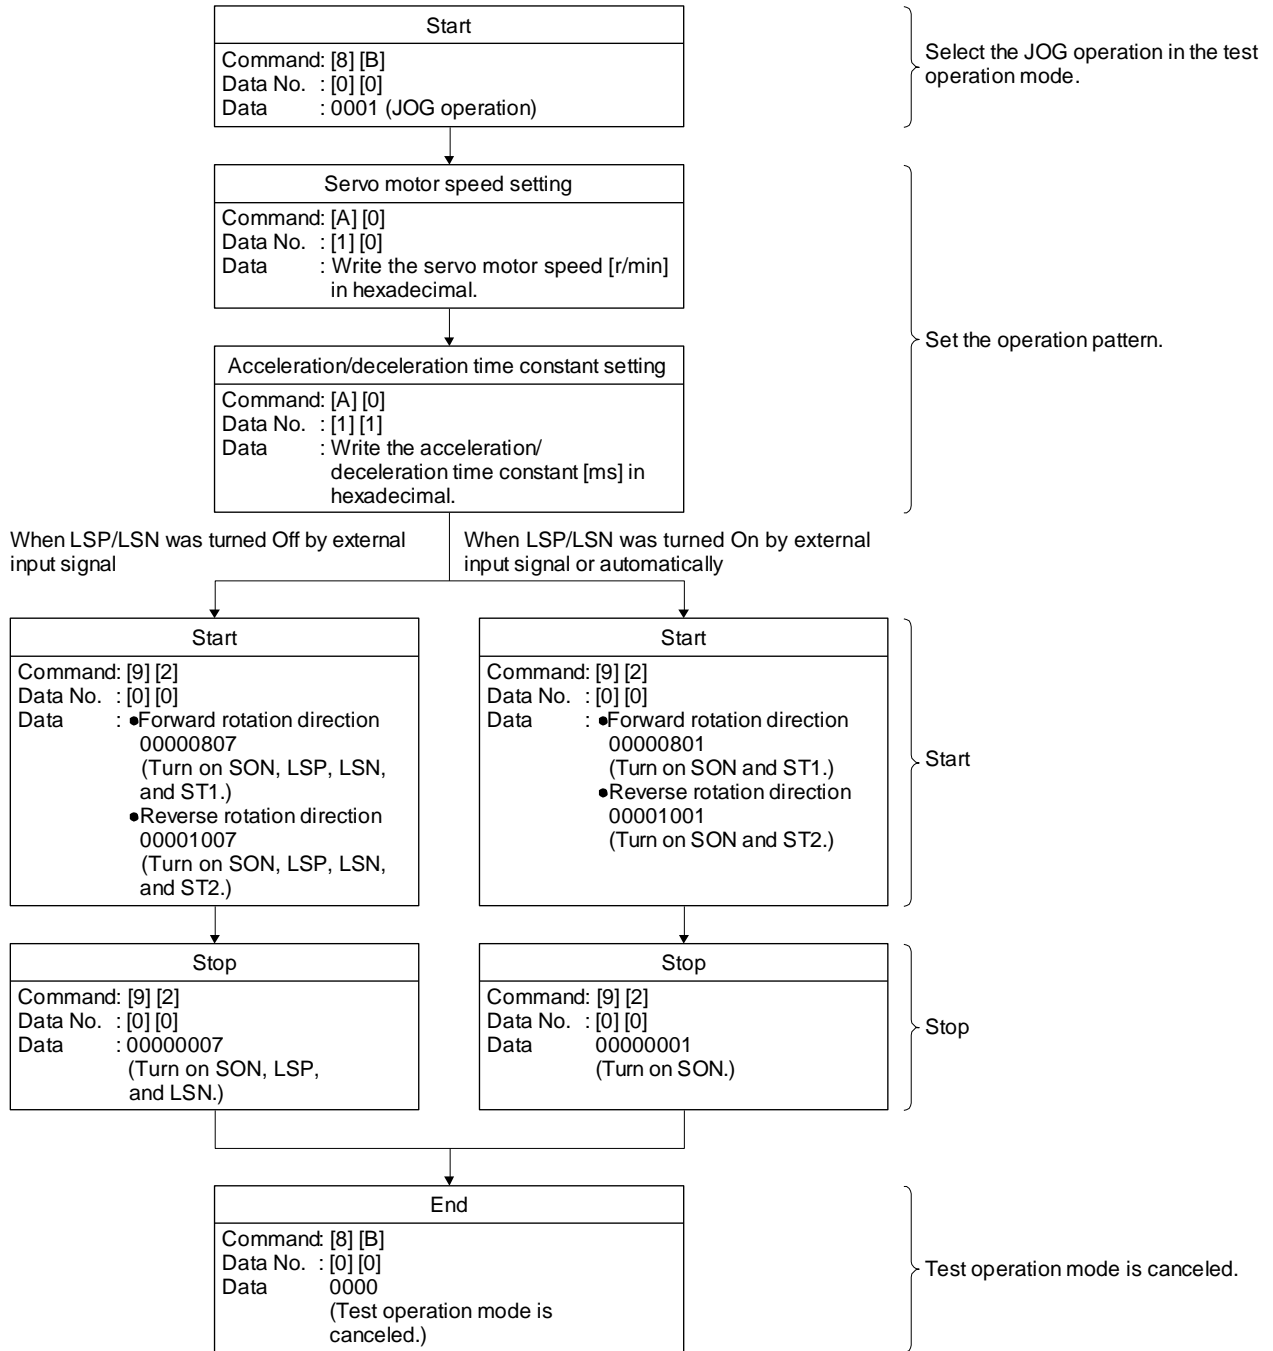 Start
Command: [8] [B]
Data No. : [0] [0]
Data : 0001 (JOG operation)
Select the JOG operation in the test
operation mode.
Servo motor speed setting
Command: [A] [0]
Data No. : [1] [0]
Data : Write the servo motor speed [r/min]
in hexadecimal.
Acceleration/deceleration time constant setting
Command: [A] [0]
Data No. : [1] [1]
Data : Write the acceleration/
deceleration time constant [ms] in
hexadecimal.
Set the operation pattern.
When LSP/LSN was turned Off by external
input signal
When LSP/LSN was turned On by external
input signal or automatically
Start
Command: [9] [2]
Data No. : [0] [0]
Data : ●Forward rotation direction
00000807
(Turn on SON, LSP, LSN,
and ST1.)
●Reverse rotation direction
00001007
(Turn on SON, LSP, LSN,
and ST2.)
Start
Command: [9] [2]
Data No. : [0] [0]
Data : ●Forward rotation direction
00000801
(Turn on SON and ST1.)
●Reverse rotation direction
00001001
(Turn on SON and ST2.)
Start
Stop
Command: [9] [2]
Data No. : [0] [0]
Data : 00000007
(Turn on SON, LSP,
and LSN.)
Stop
Command: [9] [2]
Data No. : [0] [0]
Data 00000001
(Turn on SON.)
Stop
End
Command: [8] [B]
Data No. : [0] [0]
Data 0000
(Test operation mode is
canceled.)
Test operation mode is canceled.